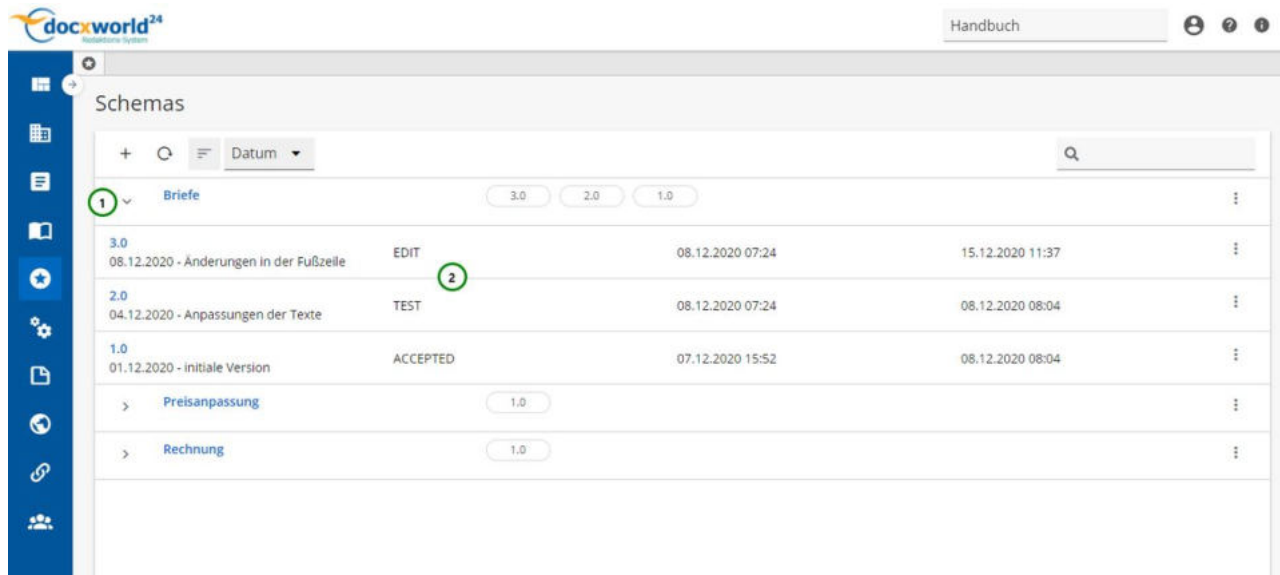 docxworld24
Redaktions-System
Handbuch
Schemas
Datum
1
Briefe 3.0 2.0 1.0
3.0
08.12.2020 - Änderungen in der Fußzeile EDIT 08.12.2020 07:24 15.12.2020 11:37
2
2.0
04.12.2020 - Anpassungen der Texte TEST 08.12.2020 07:24 08.12.2020 08:04
1.0
01.12.2020 - initiale Version ACCEPTED 07.12.2020 15:52 08.12.2020 08:04
Preisanpassung 1.0
Rechnung 1.0